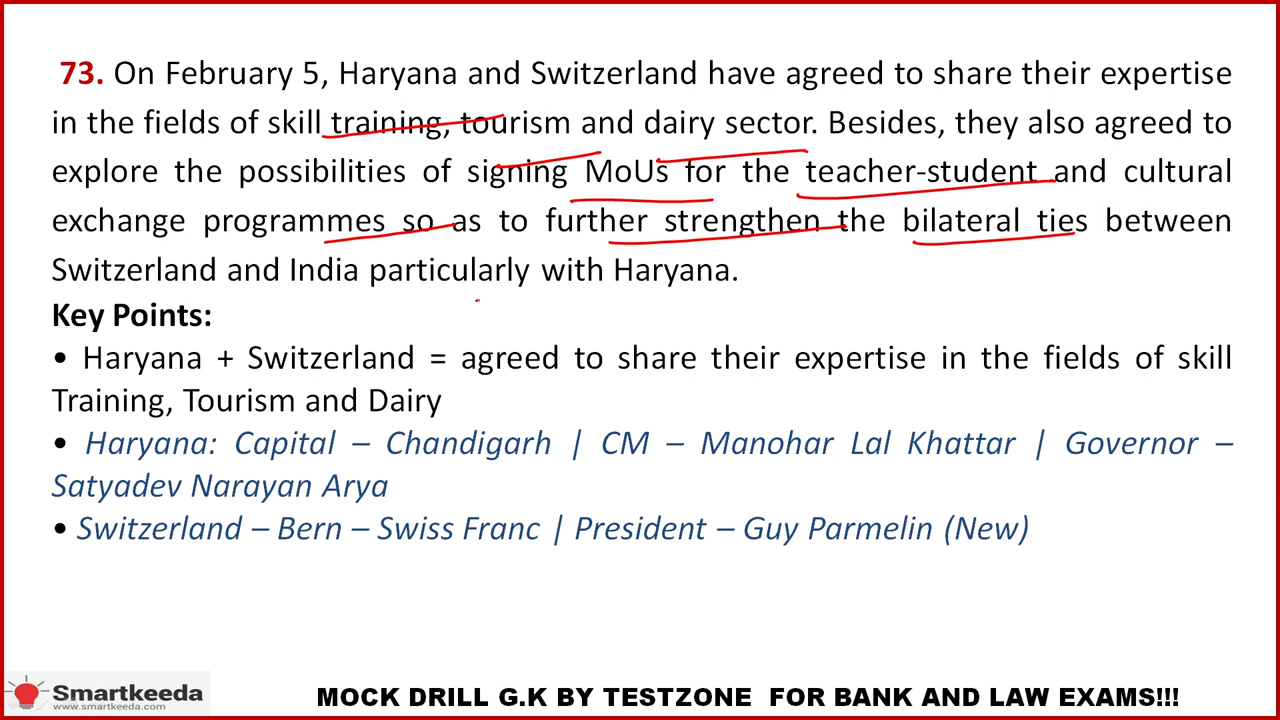 73. On February 5, Haryana and Switzerland have agreed to share their expertise
in the fields of skill training, tourism and dairy sector. Besides, they also agreed to
explore the possibilities of signing MoUs for the teacher-student and cultural
exchange programmes so as to further strengthen the bilateral ties between
Switzerland and India particularly with Haryana.
Key Points:
• Haryana + Switzerland = agreed to share their expertise in the fields of skill
Training, Tourism and Dairy
• Haryana: Capital – Chandigarh | CM – Manohar Lal Khattar | Governor –
Satyadev Narayan Arya
• Switzerland – Bern – Swiss Franc | President – Guy Parmelin (New)
Smartkeeda
www.smartkeeda.com
MOCK DRILL G.K BY TESTZONE FOR BANK AND LAW EXAMS!!!